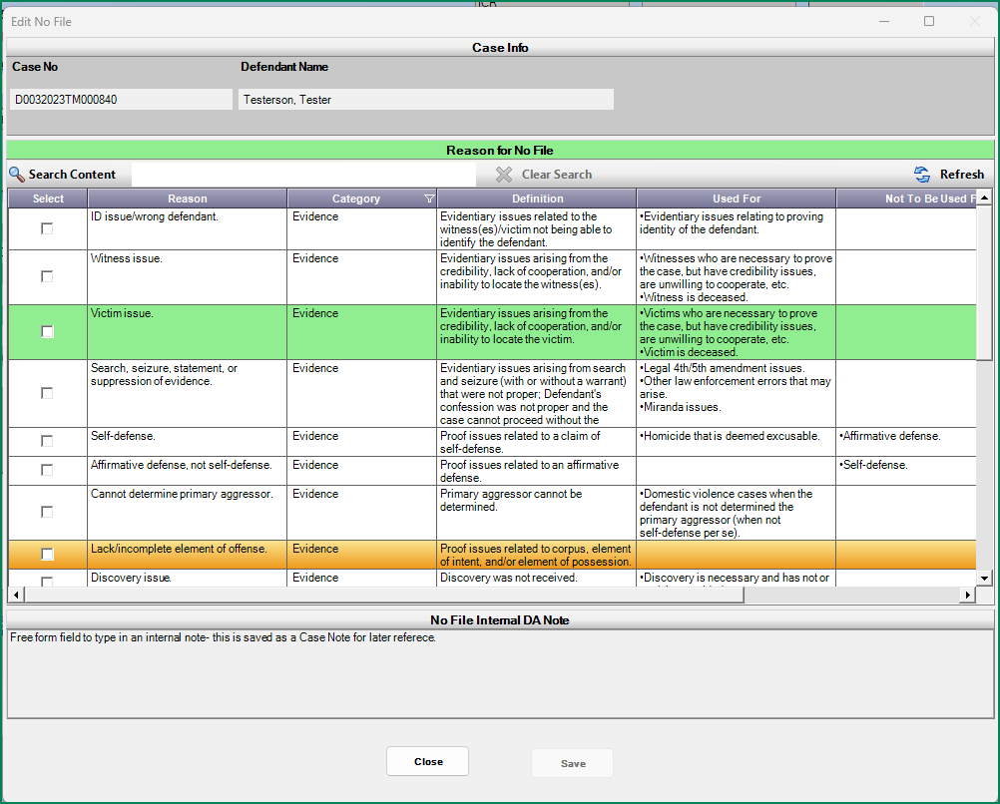 Edit No File
Case Info
Case No
Defendant Name
D0032023TM000840
Testerson, Tester
Reason for No File
Search Content
Clear Search
Refresh
Select Reason Category Definition Used For Not To Be Used F
ID issue/wrong defendant.
Evidence
Evidentiary issues related to the
witness(es)/victim not being able to
identify the defendant.
•Evidentiary issues relating to proving
identity of the defendant.
Witness issue.
Evidence
Evidentiary issues arising from the
credibility, lack of cooperation, and/or
inability to locate the witness(es).
•Witnesses who are necessary to prove
the case, but have credibility issues,
are unwilling to cooperate, etc.
•Witness is deceased.
Victim issue.
Evidence
Evidentiary issues arising from the
credibility, lack of cooperation, and/or
inability to locate the victim.
•Victims who are necessary to prove
the case, but have credibility issues,
are unwilling to cooperate, etc.
•Victim is deceased.
Search, seizure, statement, or
suppression of evidence.
Evidence
Evidentiary issues arising from search
and seizure (with or without a warrant)
that were not proper; Defendant's
confession was not proper and the
case cannot proceed without the
•Legal 4th/5th amendment issues.
•Other law enforcement errors that may
arise.
•Miranda issues.
Self-defense.
Evidence
Proof issues related to a claim of
self-defense.
•Homicide that is deemed excusable.
•Affirmative defense.
Affirmative defense, not self-defense.
Evidence
Proof issues related to an affirmative
defense.
•Self-defense.
Cannot determine primary aggressor.
Evidence
Primary aggressor cannot be
determined.
•Domestic violence cases when the
defendant is not determined the
primary aggressor (when not
self-defense per se).
Lack/incomplete element of offense.
Evidence
Proof issues related to corpus, element
of intent, and/or element of possession.
Discovery issue.
Evidence
Discovery was not received.
•Discovery is necessary and has not or
No File Internal DA Note
Free form field to type in an internal note- this is saved as a Case Note for later referece.
Close
Save